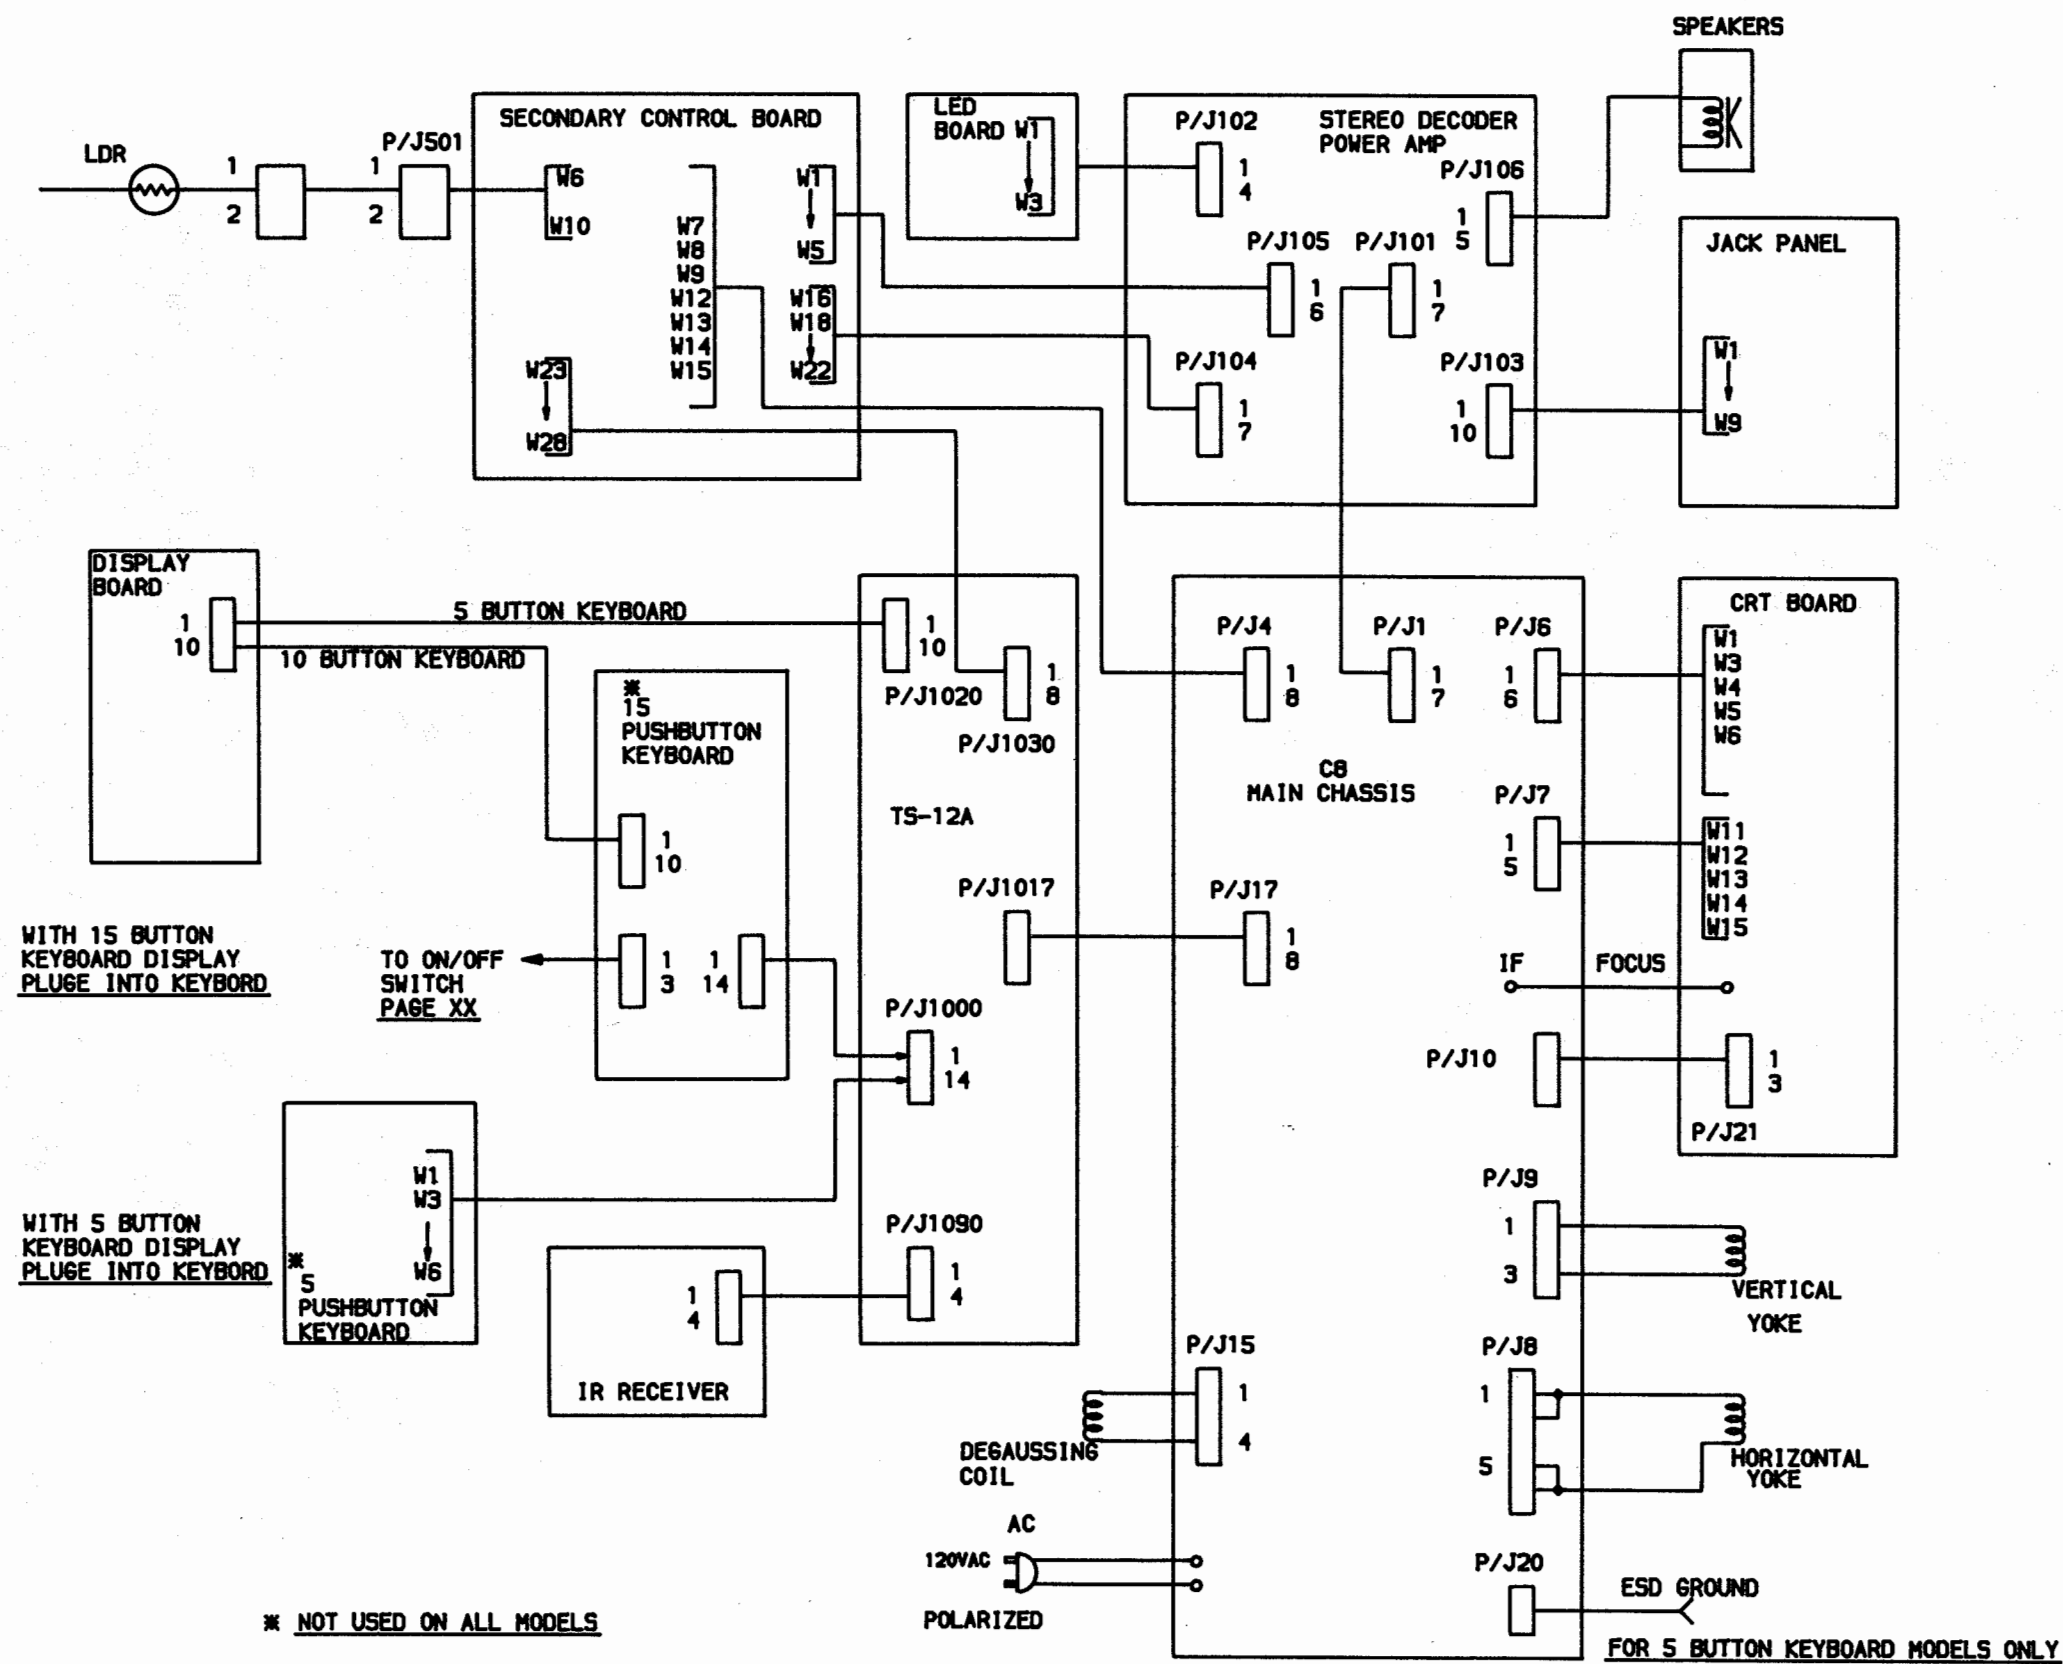 SPEAKERS
LDR
1
2
P/J501
1
2
SECONDARY CONTROL BOARD
W6
W10
W7
W8
W9
W12
W13
W14
W15
W1
W5
W16
W18
W22
W23
W28
LED
BOARD
W1
W3
STEREO DECODER
POWER AMP
P/J102
1
4
P/J106
1
5
P/J105
1
6
P/J101
1
7
P/J104
1
7
P/J103
1
10
JACK PANEL
W1
W9
DISPLAY
BOARD
1
10
5 BUTTON KEYBOARD
10 BUTTON KEYBOARD
※
15
PUSHBUTTON
KEYBOARD
1
10
1
3
1
14
TO ON/OFF
SWITCH
PAGE XX
WITH 15 BUTTON
KEYBOARD DISPLAY
PLUGE INTO KEYBORD
1
10
P/J1020
1
8
P/J1030
TS-12A
P/J1017
P/J1000
1
14
P/J1090
1
4
P/J4
1
8
P/J1
1
7
P/J6
1
6
C8
MAIN CHASSIS
P/J7
1
5
P/J17
1
8
CRT BOARD
W1
W3
W4
W5
W6
W11
W12
W13
W14
W15
IF
FOCUS
P/J10
1
3
P/J21
WITH 5 BUTTON
KEYBOARD DISPLAY
PLUGE INTO KEYBORD
W1
W3
W6
※
5
PUSHBUTTON
KEYBOARD
1
4
IR RECEIVER
P/J9
1
3
VERTICAL
YOKE
P/J15
1
4
DEGAUSSING
COIL
P/J8
1
5
HORIZONTAL
YOKE
AC
120VAC
POLARIZED
P/J20
ESD GROUND
FOR 5 BUTTON KEYBOARD MODELS ONLY
※ NOT USED ON ALL MODELS